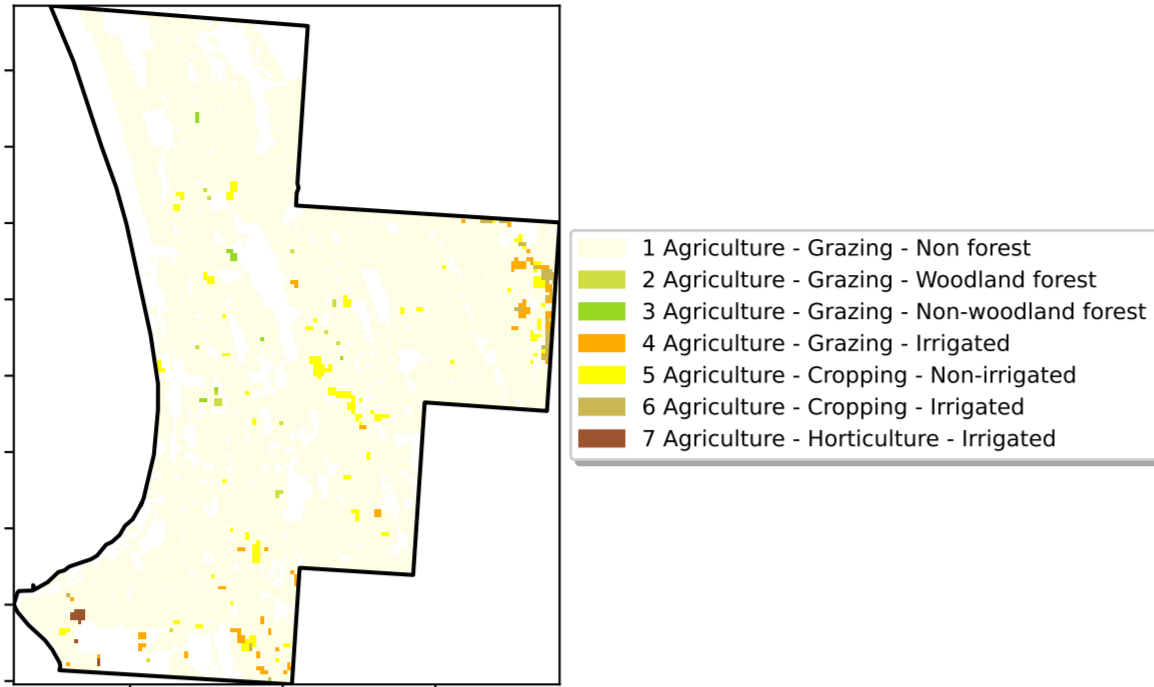 1 Agriculture - Grazing - Non forest
2 Agriculture - Grazing - Woodland forest
3 Agriculture - Grazing - Non-woodland forest
4 Agriculture - Grazing - Irrigated
5 Agriculture - Cropping - Non-irrigated
6 Agriculture - Cropping - Irrigated
7 Agriculture - Horticulture - Irrigated